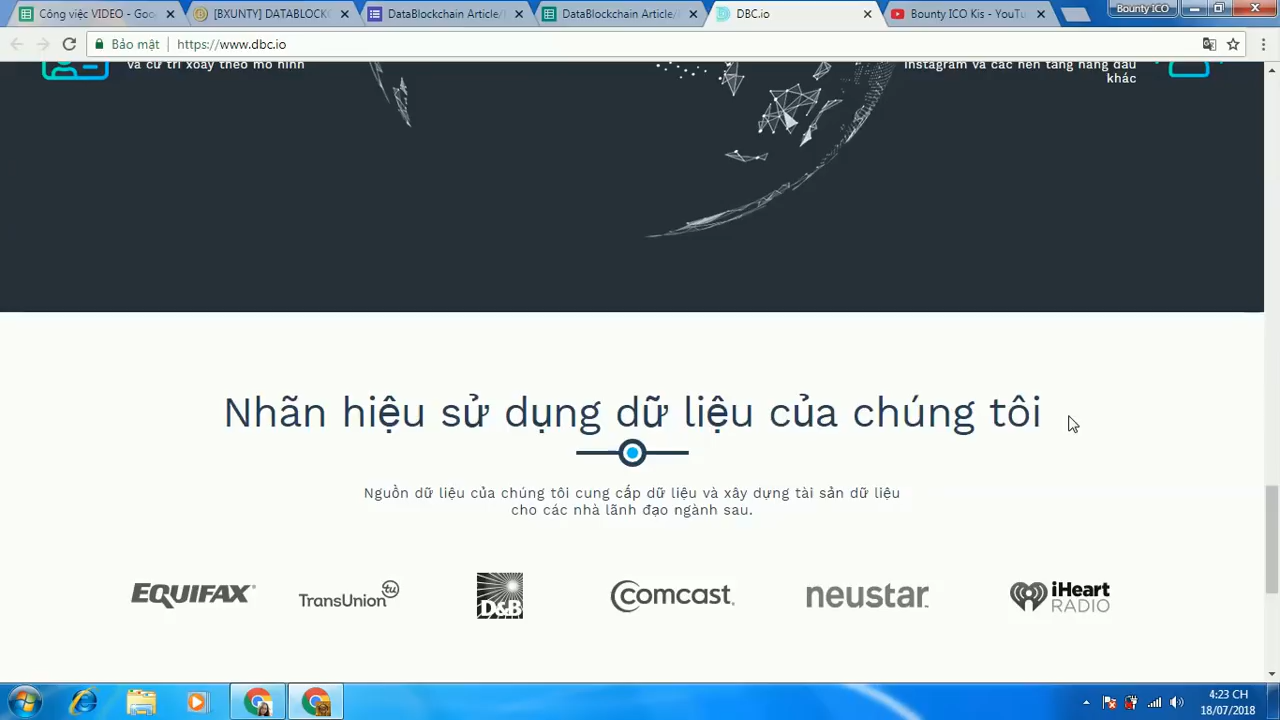 Công việc VIDEO - Goo
[BXUNTY] DATABLOCK
DataBlockchain Article/
DataBlockchain Article/
DBC.io
Bounty ICO Kis - YouTu
Bounty ICO
Bảo mật
https://www.dbc.io
và cử tri xoay theo mô hình
Instagram và các nền tảng hàng đầu
khác
Nhãn hiệu sử dụng dữ liệu của chúng tôi
Nguồn dữ liệu của chúng tôi cung cấp dữ liệu và xây dựng tài sản dữ liệu
cho các nhà lãnh đạo ngành sau.
EQUIFAX
TransUnion tu
D&B
Comcast
neustar
iHeart
RADIO
4:23 CH
18/07/2018